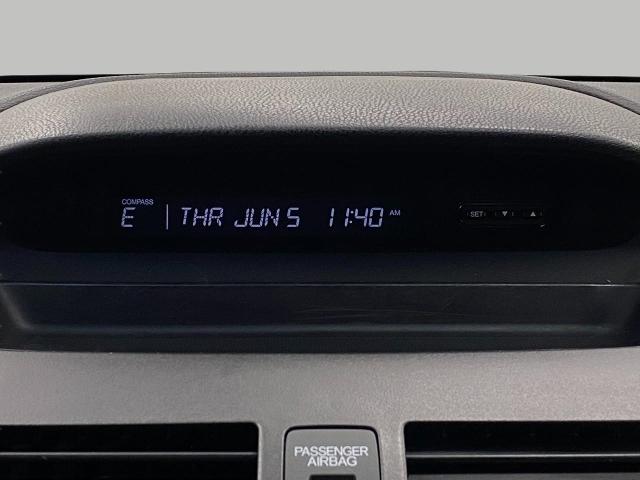 COMPASS
E | THR JUN 5 11:40 AM
SET ▼ ▲
PASSENGER
AIRBAG